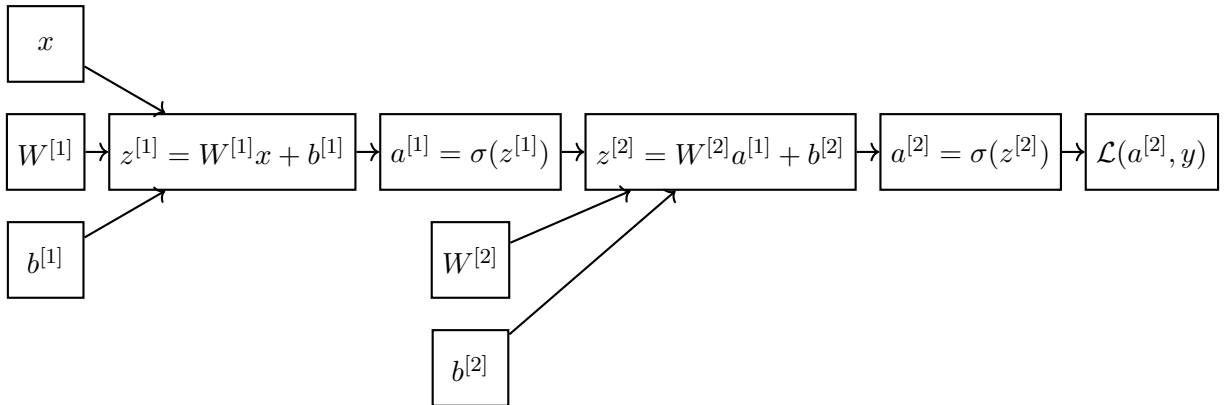 x
W^{[1]} z^{[1]} = W^{[1]}x + b^{[1]} a^{[1]} = σ(z^{[1]}) z^{[2]} = W^{[2]}a^{[1]} + b^{[2]} a^{[2]} = σ(z^{[2]}) ℒ(a^{[2]}, y)
b^{[1]} W^{[2]}
b^{[2]}